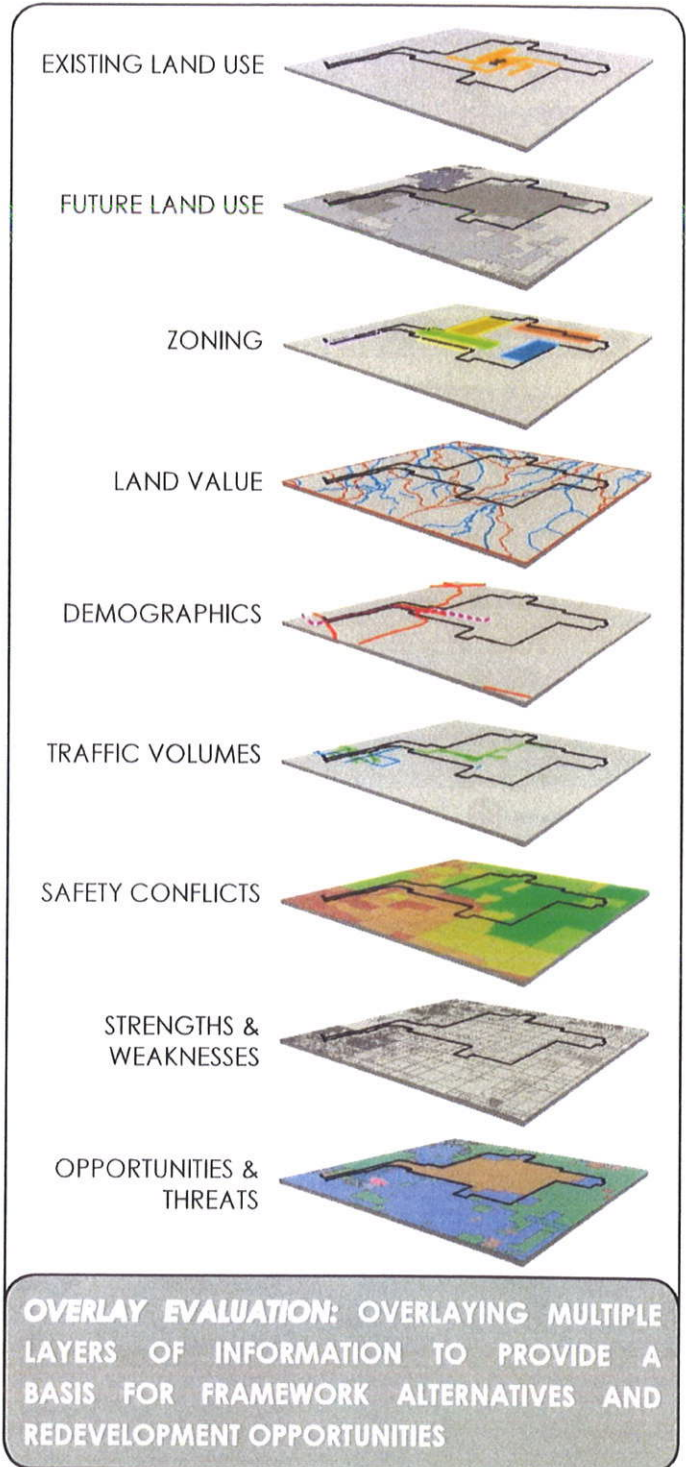 EXISTING LAND USE
FUTURE LAND USE
ZONING
LAND VALUE
DEMOGRAPHICS
TRAFFIC VOLUMES
SAFETY CONFLICTS
STRENGTHS &
WEAKNESSES
OPPORTUNITIES &
THREATS
OVERLAY EVALUATION: OVERLAYING MULTIPLE
LAYERS OF INFORMATION TO PROVIDE A
BASIS FOR FRAMEWORK ALTERNATIVES AND
REDEVELOPMENT OPPORTUNITIES